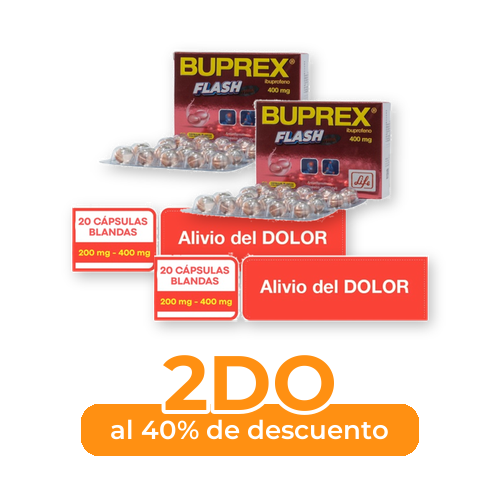 BUPREX®
FLASH
ibuprofeno
400 mg
BUPREX®
FLASH
ibuprofeno
400 mg
Life
20 CÁPSULAS
BLANDAS
200 mg - 400 mg
Alivio del DOLOR
20 CÁPSULAS
BLANDAS
200 mg - 400 mg
Alivio del DOLOR
2DO
al 40% de descuento